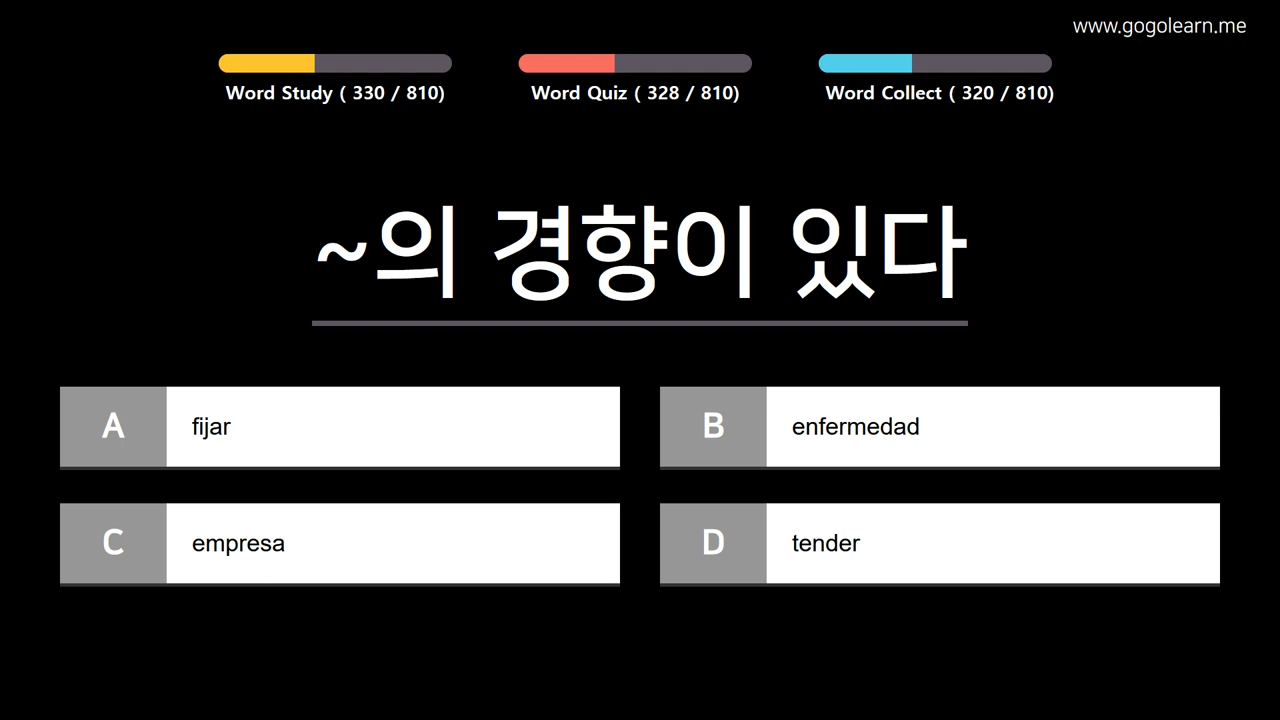 www.gogolearn.me
Word Study ( 330 / 810)
Word Quiz ( 328 / 810)
Word Collect ( 320 / 810)
~의 경향이 있다
A fijar
B enfermedad
C empresa
D tender